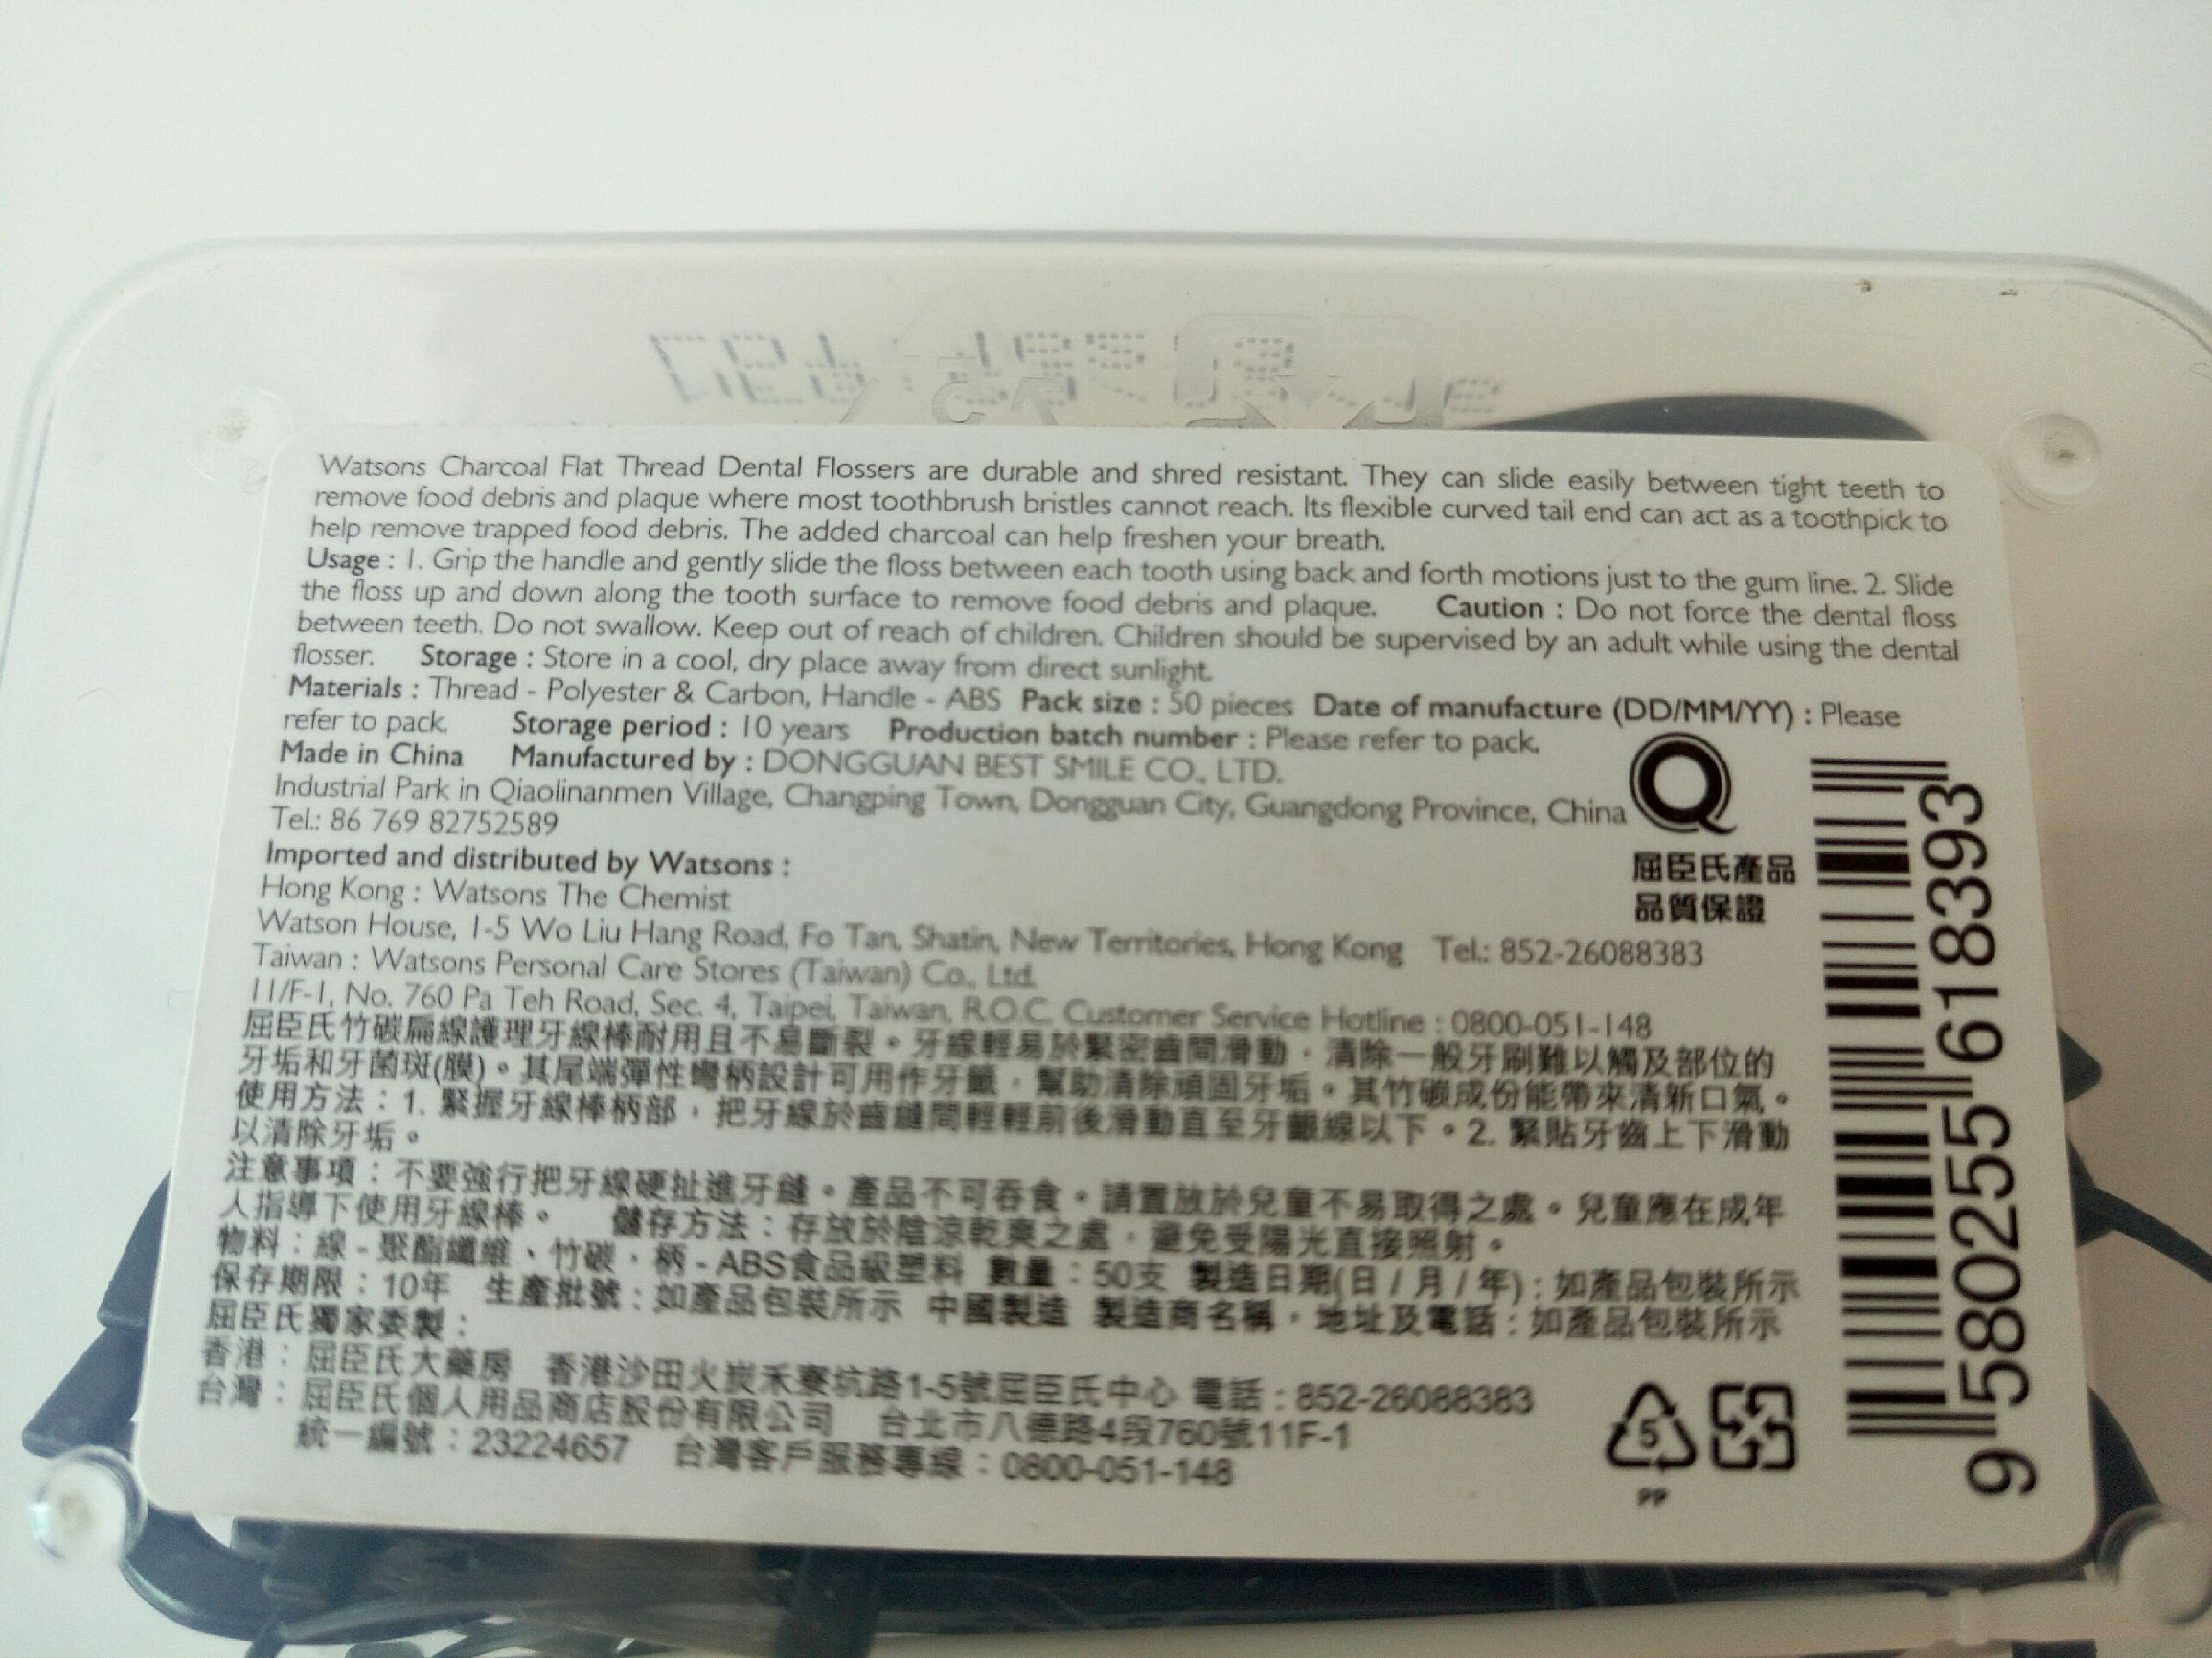 Watsons Charcoal Flat Thread Dental Flossers are durable and shred resistant. They can slide easily between tight teeth to
remove food debris and plaque where most toothbrush bristles cannot reach. Its flexible curved tail end can act as a toothpick to
help remove trapped food debris. The added charcoal can help freshen your breath.
Usage : 1. Grip the handle and gently slide the floss between each tooth using back and forth motions just to the gum line. 2. Slide
the floss up and down along the tooth surface to remove food debris and plaque. Caution : Do not force the dental floss
between teeth. Do not swallow. Keep out of reach of children. Children should be supervised by an adult while using the dental
flosser. Storage : Store in a cool, dry place away from direct sunlight.
Materials : Thread - Polyester & Carbon, Handle - ABS Pack size : 50 pieces Date of manufacture (DD/MM/YY) : Please
refer to pack. Storage period : 10 years Production batch number : Please refer to pack.
Made in China Manufactured by : DONGGUAN BEST SMILE CO., LTD.
Industrial Park in Qiaolinanmen Village, Changping Town, Dongguan City, Guangdong Province, China
Tel.: 86 769 82752589
Imported and distributed by Watsons :
Hong Kong : Watsons The Chemist
Watson House, 1-5 Wo Liu Hang Road, Fo Tan, Shatin, New Territories, Hong Kong Tel.: 852-26088383
Taiwan : Watsons Personal Care Stores (Taiwan) Co., Ltd.
11/F-1, No. 760 Pa Teh Road, Sec. 4, Taipei, Taiwan, R.O.C. Customer Service Hotline : 0800-051-148
屈臣氏竹碳扁線護理牙線棒耐用且不易斷裂。牙線輕易於緊密齒間滑動，清除一般牙刷難以觸及部位的
牙垢和牙菌斑(膜)。其尾端彈性彎柄設計可用作牙籤，幫助清除頑固牙垢。其竹碳成份能帶來清新口氣。
使用方法：1. 緊握牙線棒柄部，把牙線於齒縫間輕輕前後滑動直至牙齦線以下。2. 緊貼牙齒上下滑動
以清除牙垢。
注意事項：不要強行把牙線硬扯進牙縫。產品不可吞食。請置放於兒童不易取得之處。兒童應在成年
人指導下使用牙線棒。 儲存方法：存放於陰涼乾爽之處，避免受陽光直接照射。
物料：線 - 聚酯纖維、竹碳，柄 - ABS食品級塑料 數量：50支 製造日期(日 / 月 / 年)：如產品包裝所示
保存期限：10年 生產批號：如產品包裝所示 中國製造 製造商名稱，地址及電話：如產品包裝所示
屈臣氏獨家委製：
香港：屈臣氏大藥房 香港沙田火炭禾寮坑路1-5號屈臣氏中心 電話：852-26088383
台灣：屈臣氏個人用品商店股份有限公司 台北市八德路4段760號11F-1
統一編號：23224657 台灣客戶服務專線：0800-051-148
Q
屈臣氏產品
品質保證
5
PP
9 580255 618393